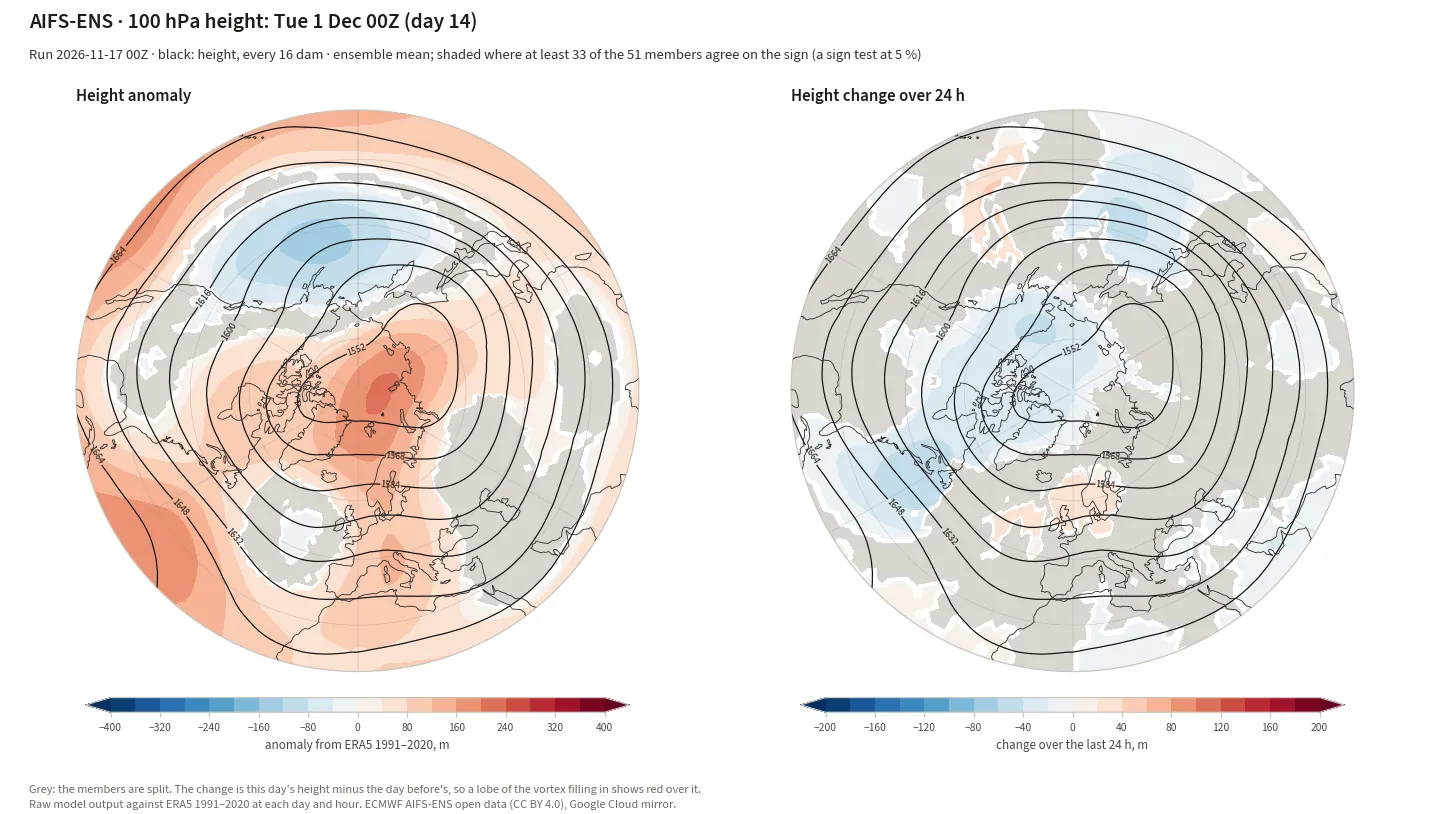 AIFS-ENS · 100 hPa height: Tue 1 Dec 00Z (day 14)
Run 2026-11-17 00Z · black: height, every 16 dam · ensemble mean; shaded where at least 33 of the 51 members agree on the sign (a sign test at 5 %)
Height anomaly
Height change over 24 h
1664
1616
1600
1552
1568
1584
1664
1648
1632
1664
1616
1600
1552
1568
1584
1664
1648
1632
−400 −320 −240 −160 −80 0 80 160 240 320 400
anomaly from ERA5 1991–2020, m
−200 −160 −120 −80 −40 0 40 80 120 160 200
change over the last 24 h, m
Grey: the members are split. The change is this day's height minus the day before's, so a lobe of the vortex filling in shows red over it.
Raw model output against ERA5 1991–2020 at each day and hour. ECMWF AIFS-ENS open data (CC BY 4.0), Google Cloud mirror.